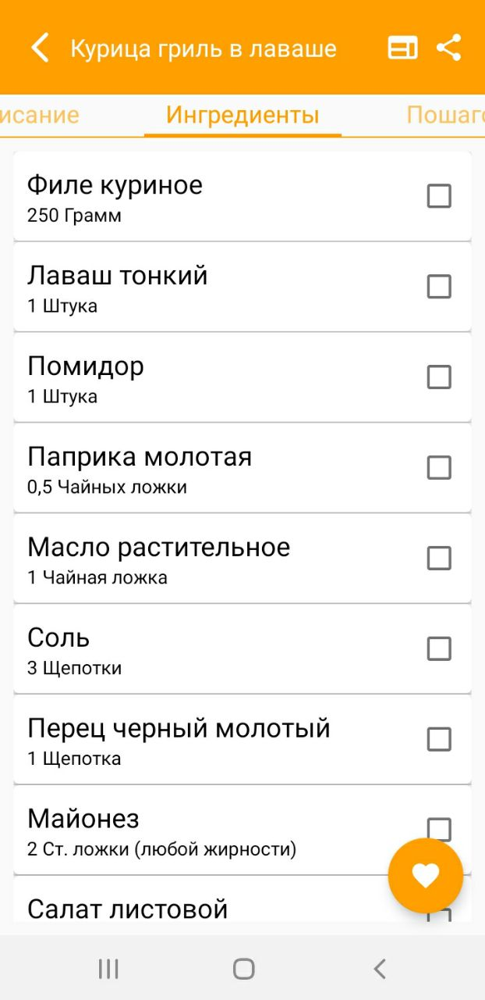 Курица гриль в лаваше
исание Ингредиенты Пошаго
Филе куриное
250 Грамм
Лаваш тонкий
1 Штука
Помидор
1 Штука
Паприка молотая
0,5 Чайных ложки
Масло растительное
1 Чайная ложка
Соль
3 Щепотки
Перец черный молотый
1 Щепотка
Майонез
2 Ст. ложки (любой жирности)
Салат листовой